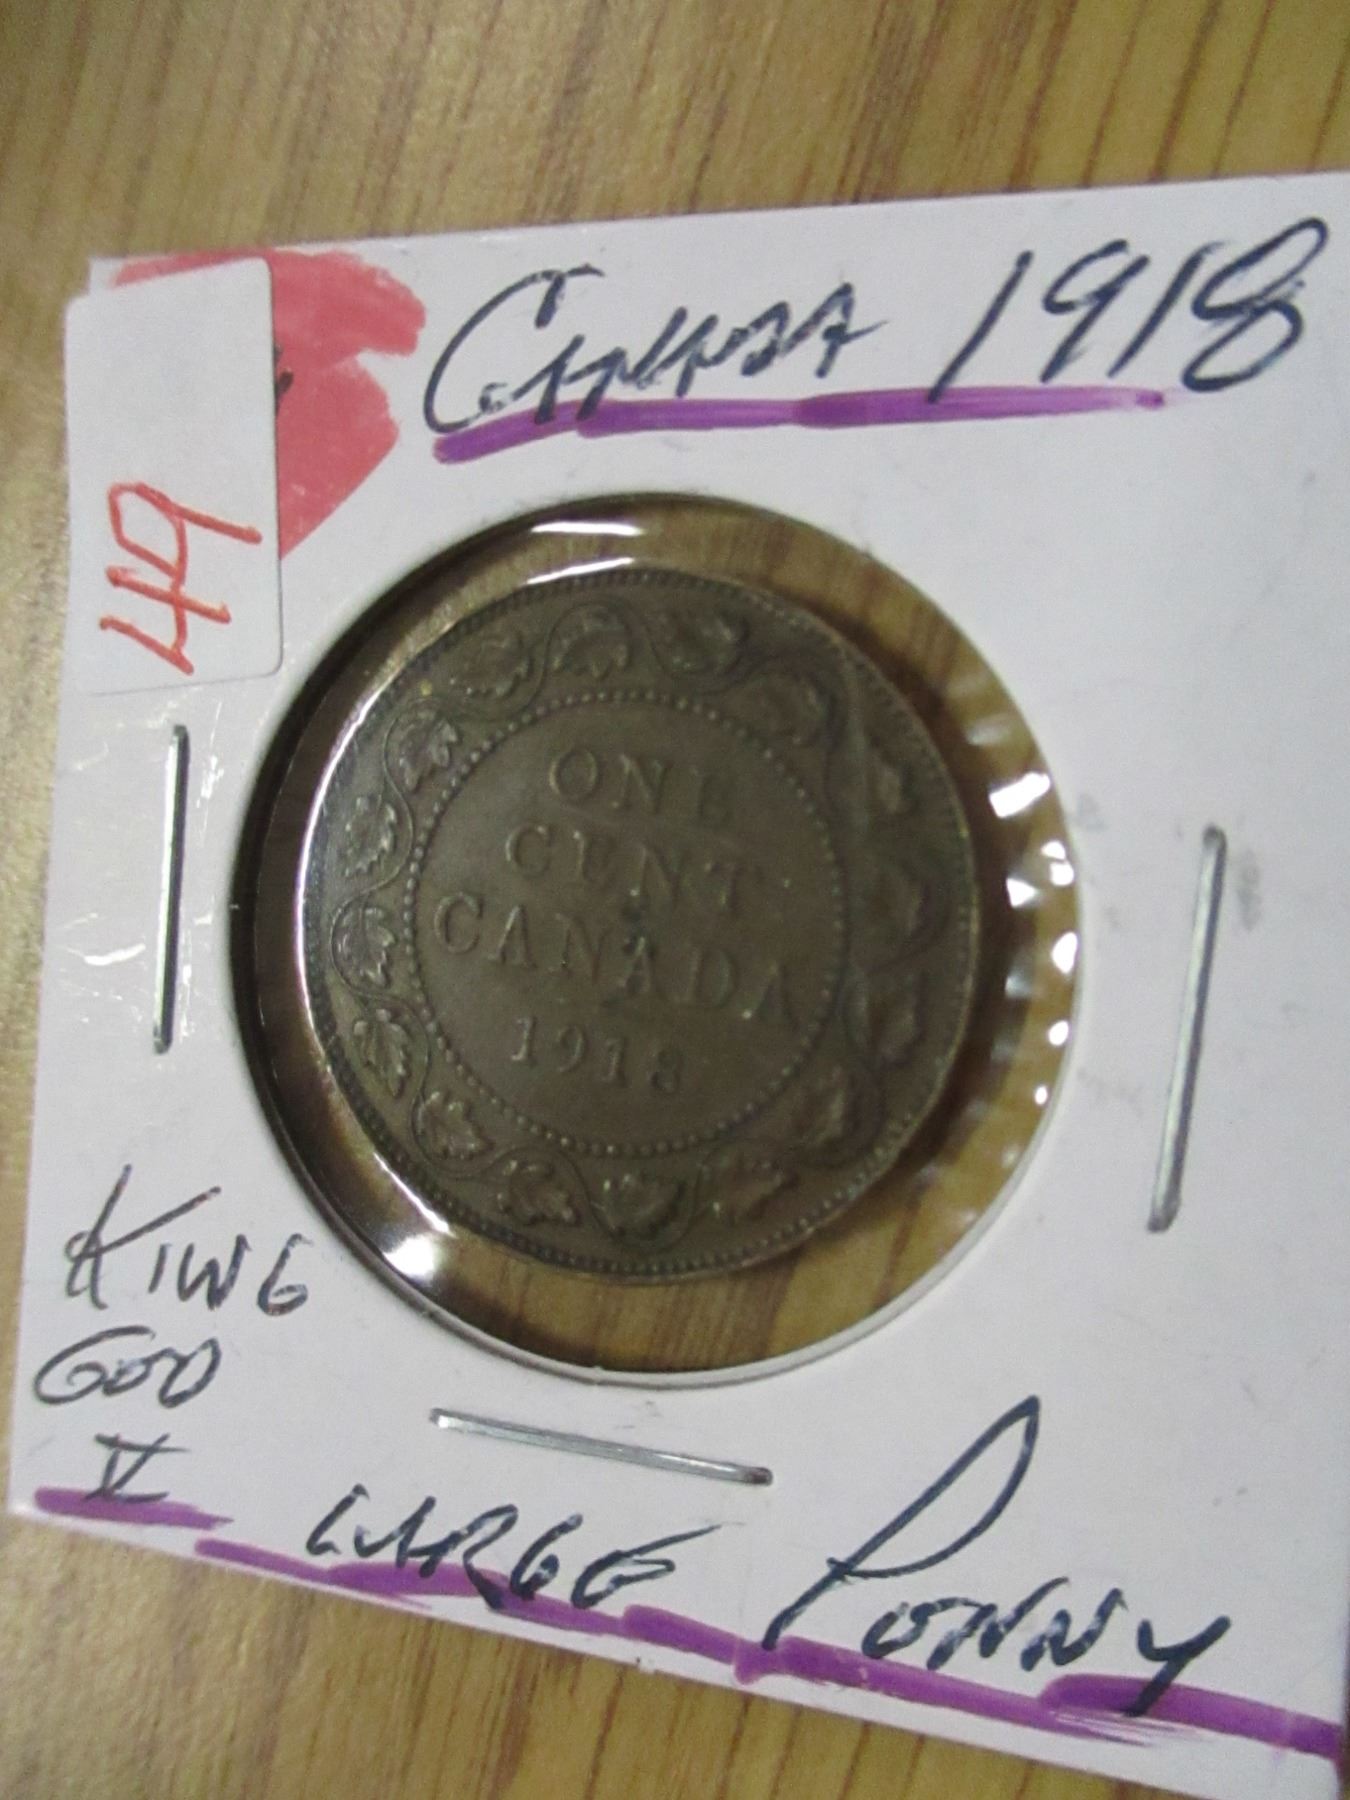 CANADA 1918
49
ONE
CENT
CANADA
1918
KING
GEO
V
LARGE PENNY